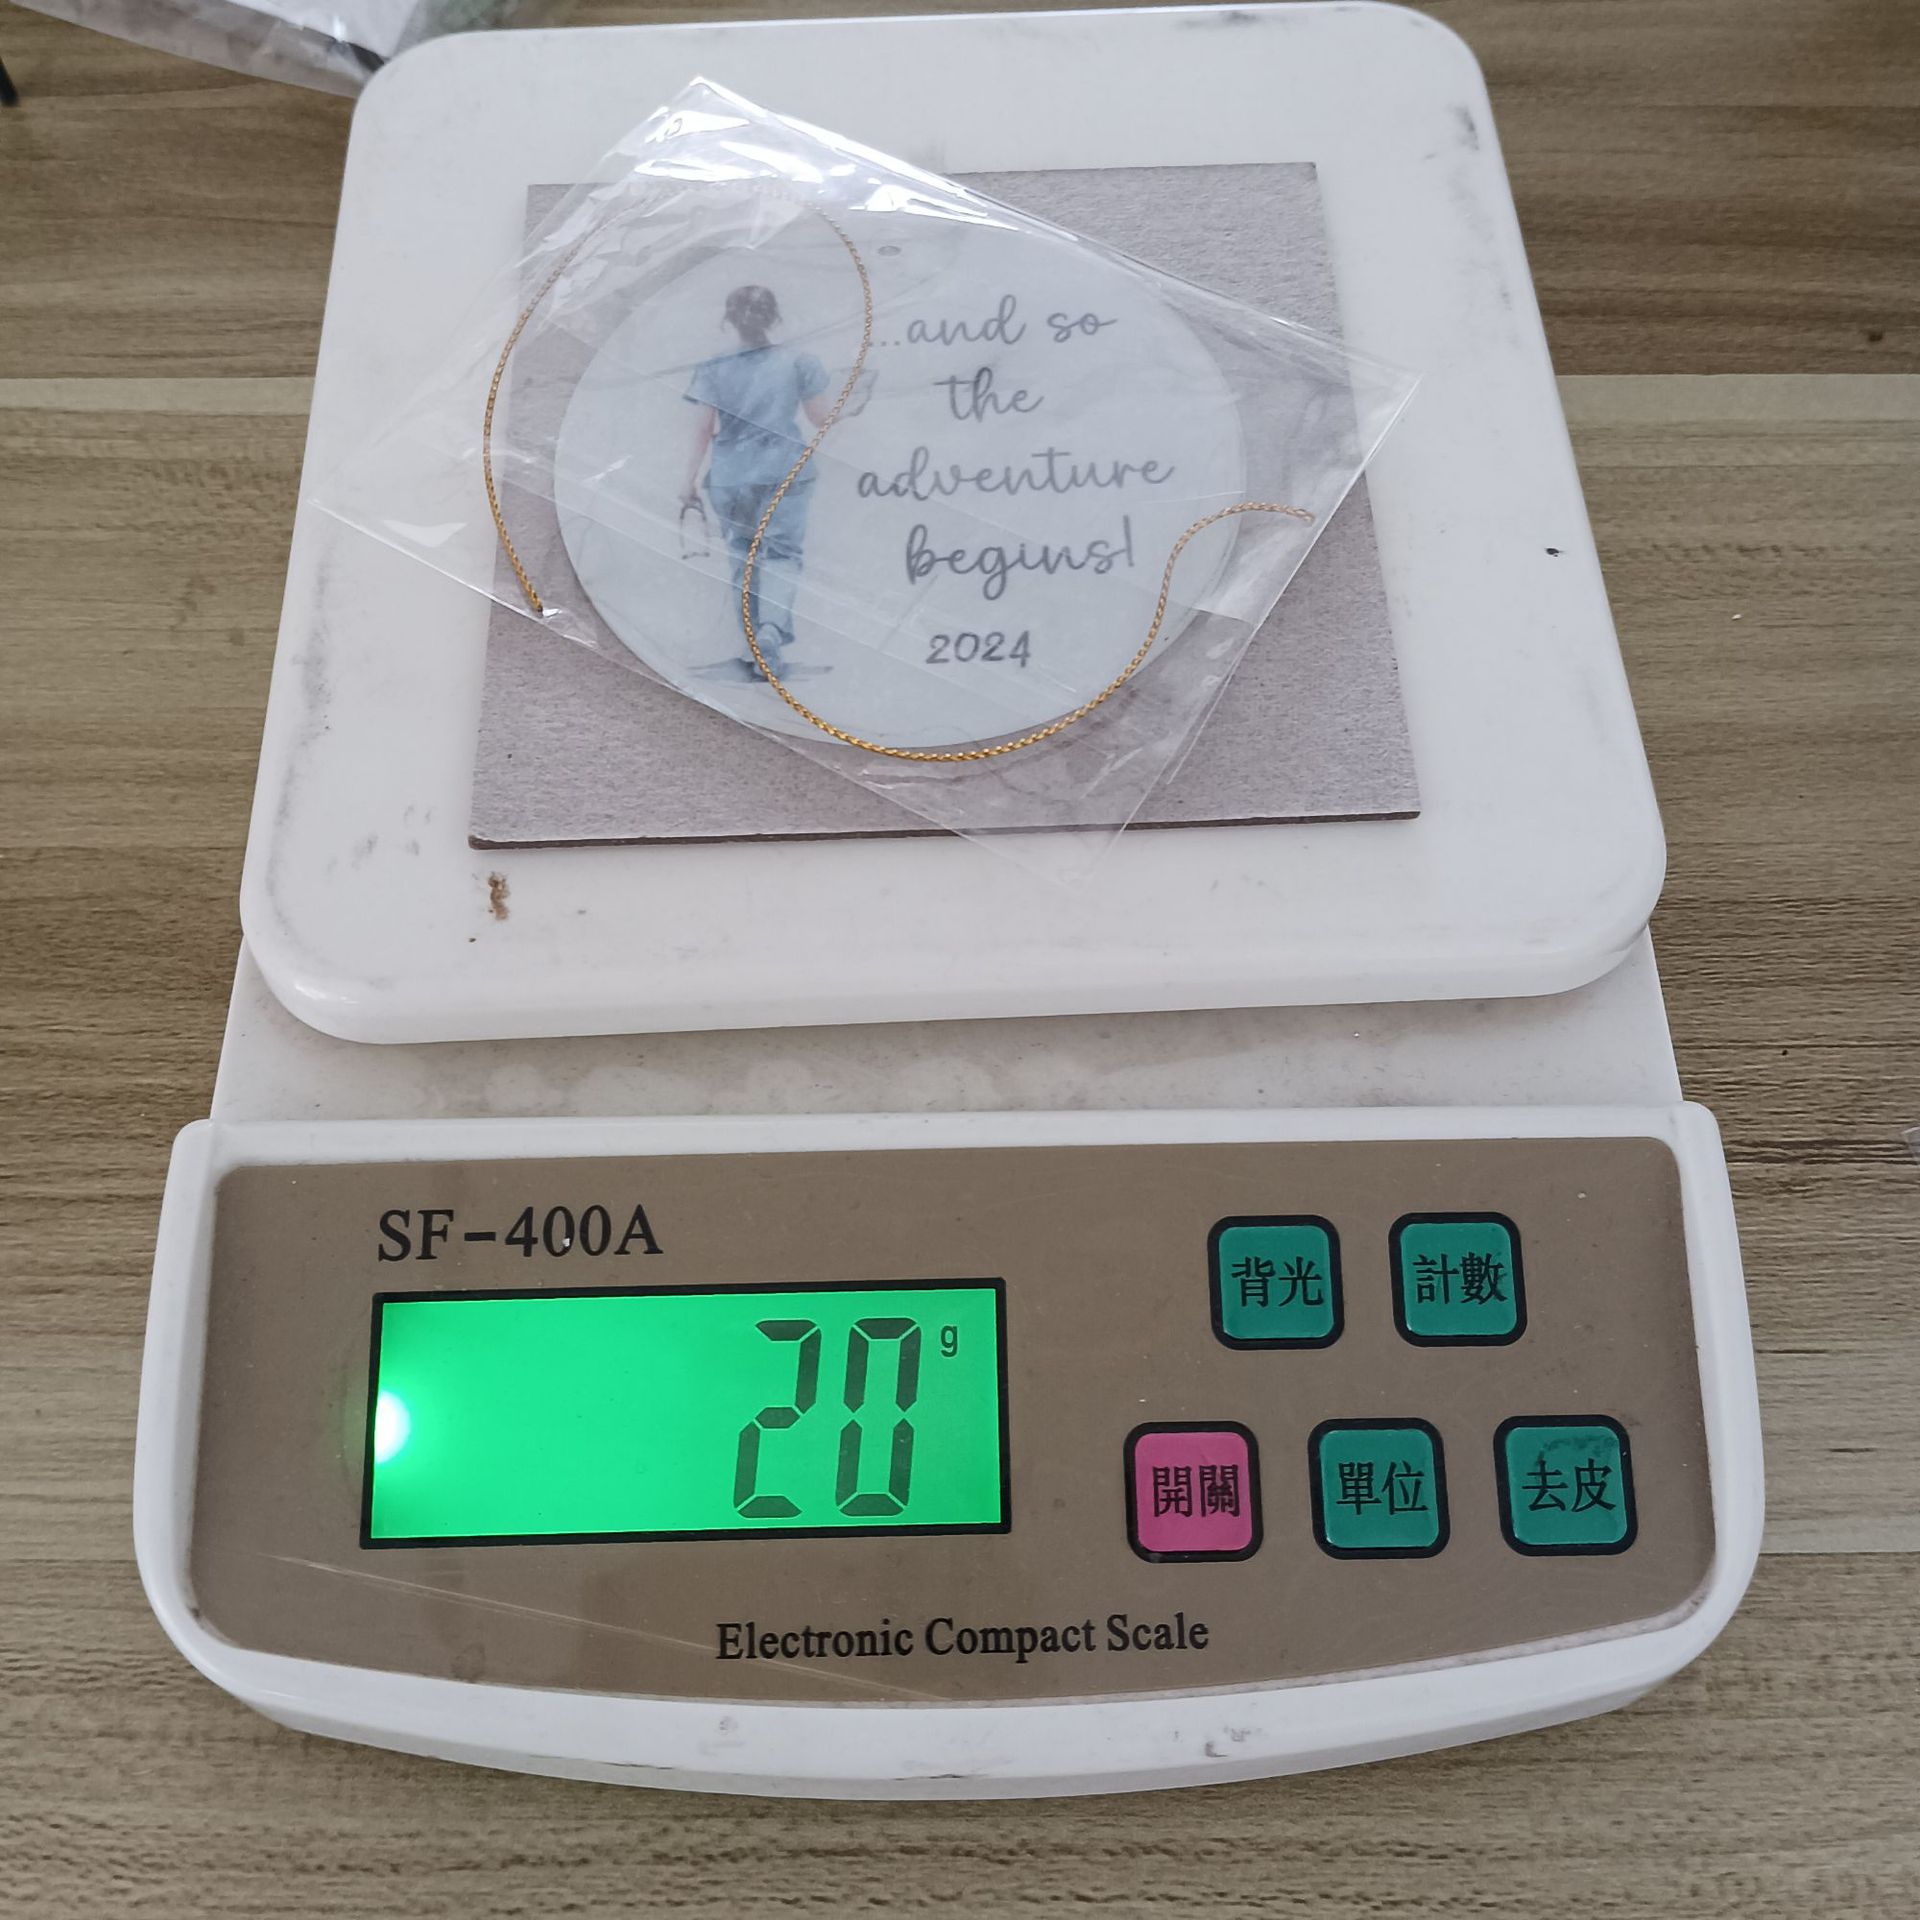 ...and so
the
adventure
begins!
2024
SF-400A
背光 計數
20 g
開關 單位 去皮
Electronic Compact Scale